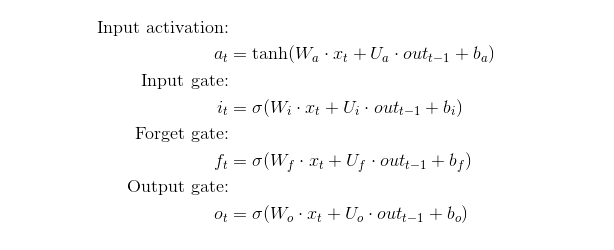 Input activation:
a_t = tanh(W_a · x_t + U_a · out_{t−1} + b_a)
Input gate:
i_t = σ(W_i · x_t + U_i · out_{t−1} + b_i)
Forget gate:
f_t = σ(W_f · x_t + U_f · out_{t−1} + b_f)
Output gate:
o_t = σ(W_o · x_t + U_o · out_{t−1} + b_o)